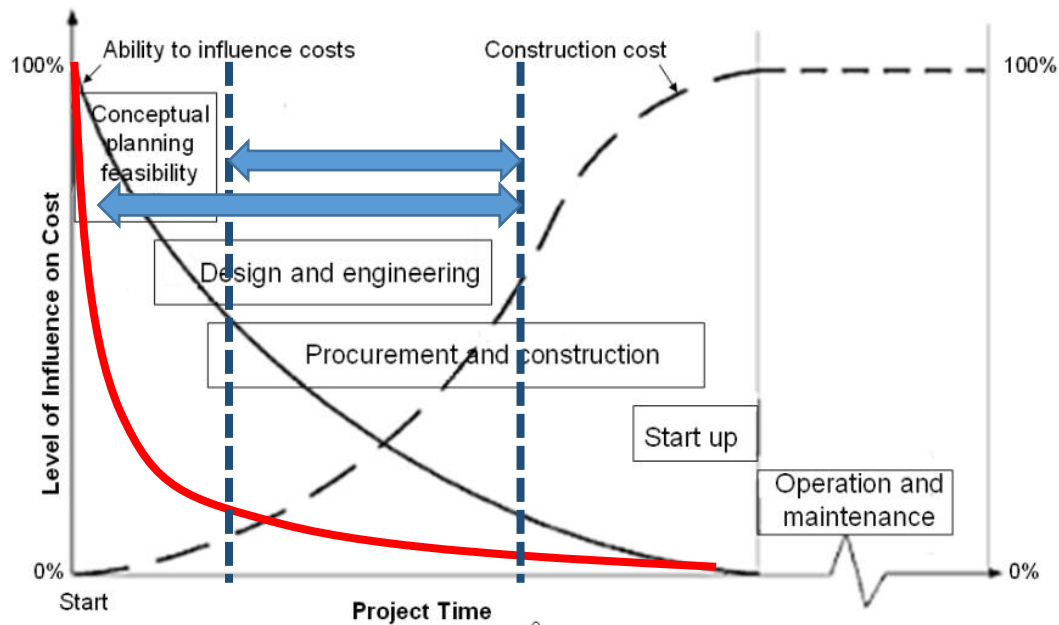 Ability to influence costs
Construction cost
100%
100%
Conceptual
planning
feasibility
Design and engineering
Procurement and construction
Start up
Operation and
maintenance
Level of Influence on Cost
0%
0%
Start
Project Time